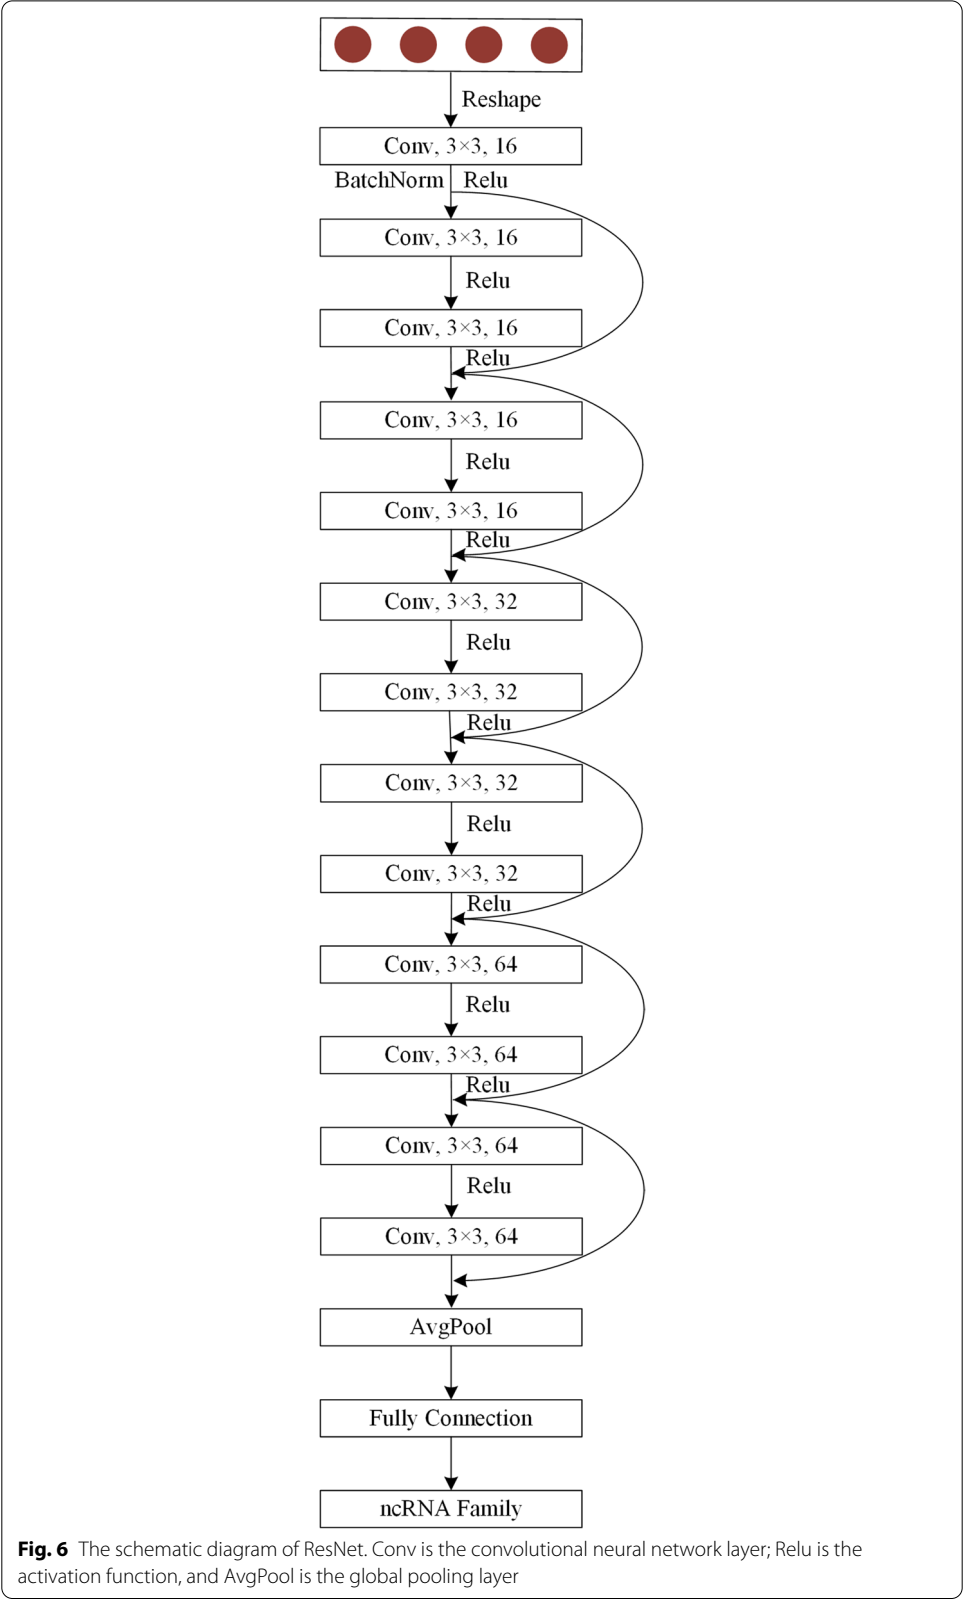 Reshape
Conv, 3×3, 16
BatchNorm Relu
Conv, 3×3, 16
Relu
Conv, 3×3, 16
Relu
Conv, 3×3, 16
Relu
Conv, 3×3, 16
Relu
Conv, 3×3, 32
Relu
Conv, 3×3, 32
Relu
Conv, 3×3, 32
Relu
Conv, 3×3, 32
Relu
Conv, 3×3, 64
Relu
Conv, 3×3, 64
Relu
Conv, 3×3, 64
Relu
Conv, 3×3, 64
AvgPool
Fully Connection
ncRNA Family
Fig. 6 The schematic diagram of ResNet. Conv is the convolutional neural network layer; Relu is the
activation function, and AvgPool is the global pooling layer